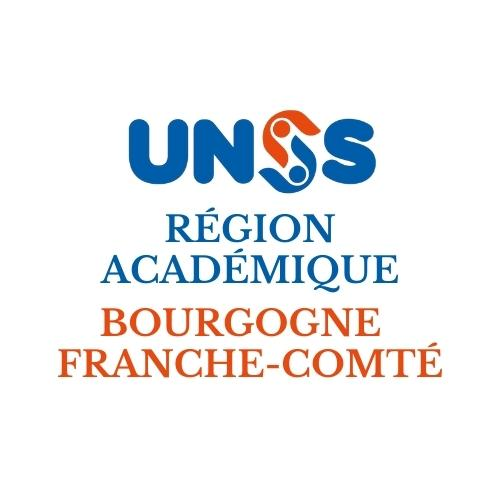 UNSS
RÉGION
ACADÉMIQUE
BOURGOGNE
FRANCHE-COMTÉ